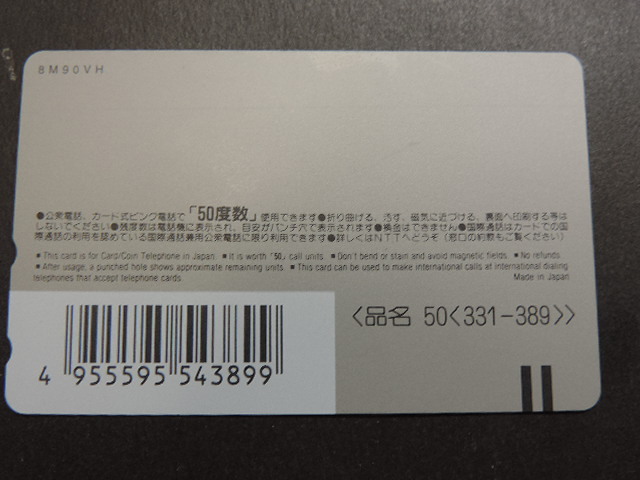 8M90VH
●公衆電話、カード式ピンク電話で「50度数」使用できます●折り曲げる、汚す、磁気に近づける、裏面へ印刷する等は
しないでください●残度数は電話機に表示され、目安がパンチ穴で表示されます●換金はできません●国際通話はカードでの国
際通話の利用を認めている国際通話兼用公衆電話に限り利用できます●詳しくはNTTへどうぞ(窓口の約款もご覧ください)
■This card is for Card/Coin Telephone in Japan. ■It is worth「50」call units. ■Don't bend or stain and avoid magnetic fields. ■No refunds.
■After usage, a punched hole shows approximate remaining units. ■This card can be used to make international calls at international dialing
telephones that accept telephone cards. Made in Japan
〈品名 50〈331-389〉〉
4 955595 543899